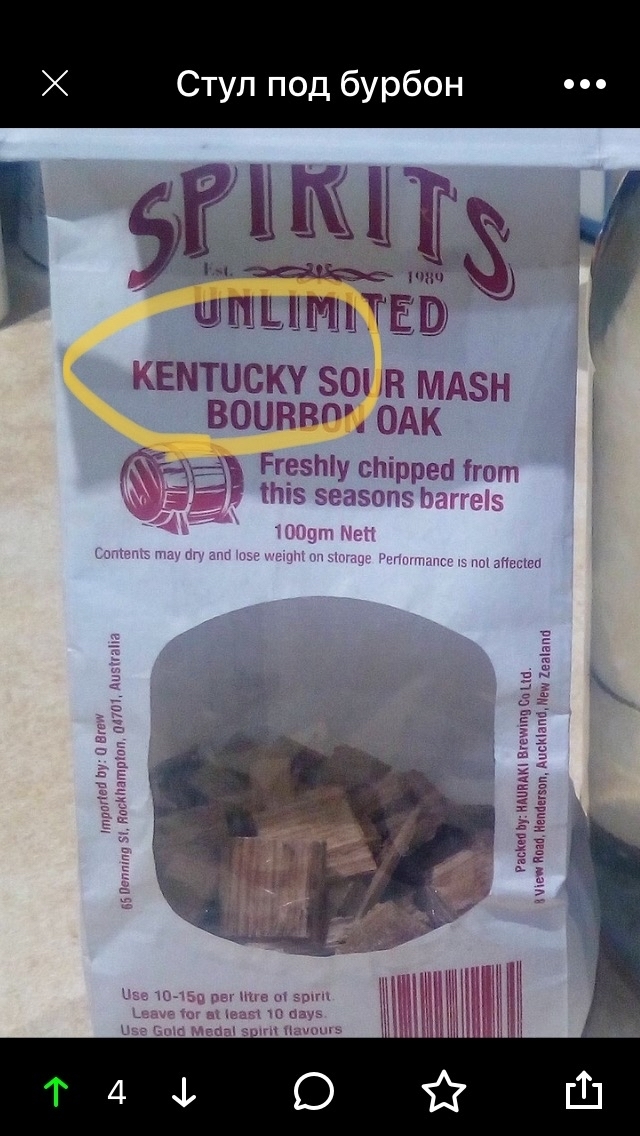 Стул под бурбон
SPIRITS
Est. 1989
UNLIMITED
KENTUCKY SOUR MASH
BOURBON OAK
Freshly chipped from
this seasons barrels
100gm Nett
Contents may dry and lose weight on storage. Performance is not affected
Imported by: Q Brew
65 Denning St, Rockhampton, Q4701, Australia
Packed by: HAURAKI Brewing Co Ltd.
8 View Road, Henderson, Auckland, New Zealand
Use 10-15g per litre of spirit.
Leave for at least 10 days.
Use Gold Medal spirit flavours
4